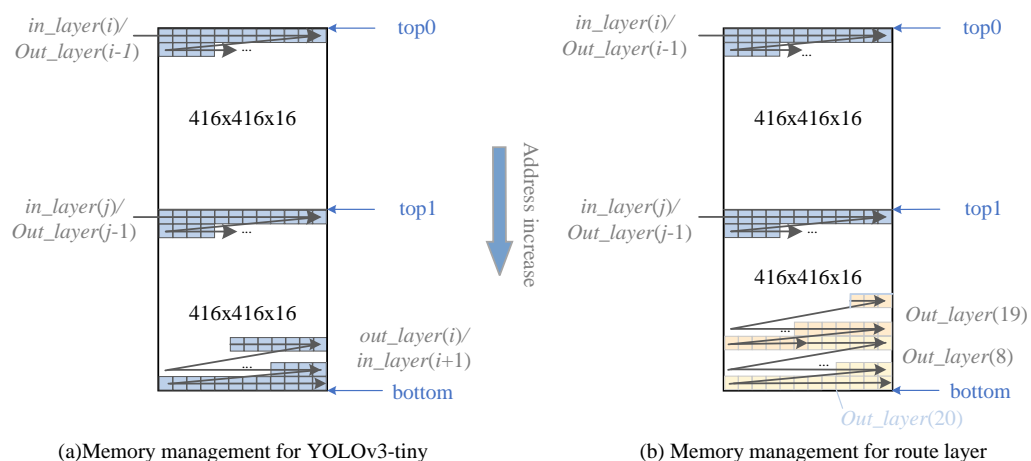 in_layer(i)/
Out_layer(i-1)
top0
...
416x416x16
in_layer(j)/
Out_layer(j-1)
top1
...
416x416x16
out_layer(i)/
in_layer(i+1)
...
bottom
(a)Memory management for YOLOv3-tiny
Address increase
in_layer(i)/
Out_layer(i-1)
top0
...
416x416x16
in_layer(j)/
Out_layer(j-1)
top1
...
416x416x16
Out_layer(19)
...
Out_layer(8)
...
bottom
Out_layer(20)
(b) Memory management for route layer